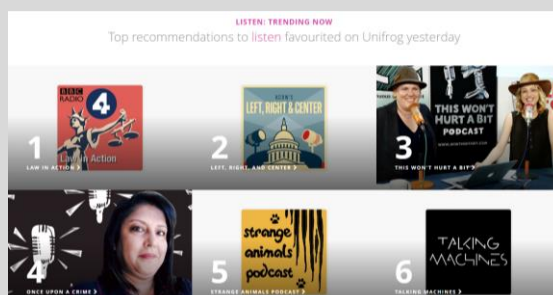 LISTEN: TRENDING NOW
Top recommendations to listen favourited on Unifrog yesterday
BBC
RADIO
4
Law in Action
1
LAW IN ACTION >
LEFT, RIGHT & CENTER
2
LEFT, RIGHT, AND CENTER >
THIS WON'T
HURT A BIT
PODCAST
3
THIS WON'T HURT A BIT >
4
ONCE UPON A CRIME >
strange
animals
podcast
5
STRANGE ANIMALS PODCAST >
TALKING
MACHINES
6
TALKING MACHINES >